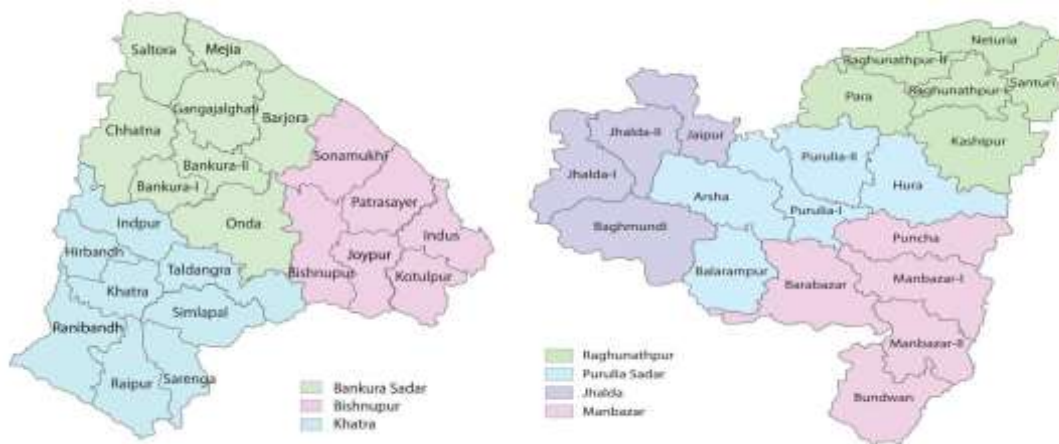 Saltora
Mejia
Gangajalghati
Barjora
Chhatna
Bankura-II
Bankura-I
Sonamukhi
Patrasayer
Indpur
Onda
Indus
Hirbandh
Taldangra
Bishnupur
Joypur
Kotulpur
Khatra
Simlapal
Ranibandh
Raipur
Sarenga
Bankura Sadar
Bishnupur
Khatra
Neturia
Raghunathpur-II
Santuri
Para
Raghunathpur-I
Kashipur
Jhalda-II
Jaipur
Purulia-II
Jhalda-I
Arsha
Hura
Purulia-I
Baghmundi
Puncha
Balarampur
Barabazar
Manbazar-I
Manbazar-II
Bundwan
Raghunathpur
Purulia Sadar
Jhalda
Manbazar